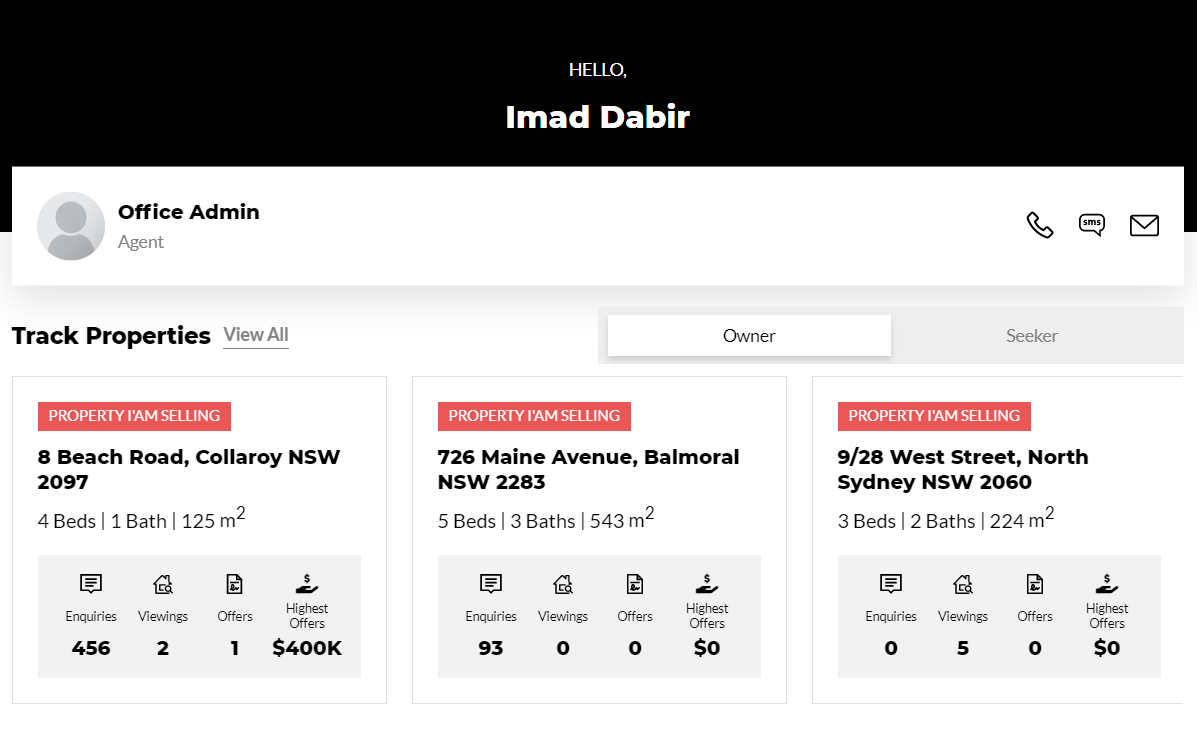 HELLO,
Imad Dabir
Office Admin
Agent
sms
Track Properties View All
Owner
Seeker
PROPERTY I'AM SELLING
8 Beach Road, Collaroy NSW
2097
4 Beds | 1 Bath | 125 m²
Enquiries
456
Viewings
2
Offers
1
Highest
Offers
$400K
PROPERTY I'AM SELLING
726 Maine Avenue, Balmoral
NSW 2283
5 Beds | 3 Baths | 543 m²
Enquiries
93
Viewings
0
Offers
0
Highest
Offers
$0
PROPERTY I'AM SELLING
9/28 West Street, North
Sydney NSW 2060
3 Beds | 2 Baths | 224 m²
Enquiries
0
Viewings
5
Offers
0
Highest
Offers
$0